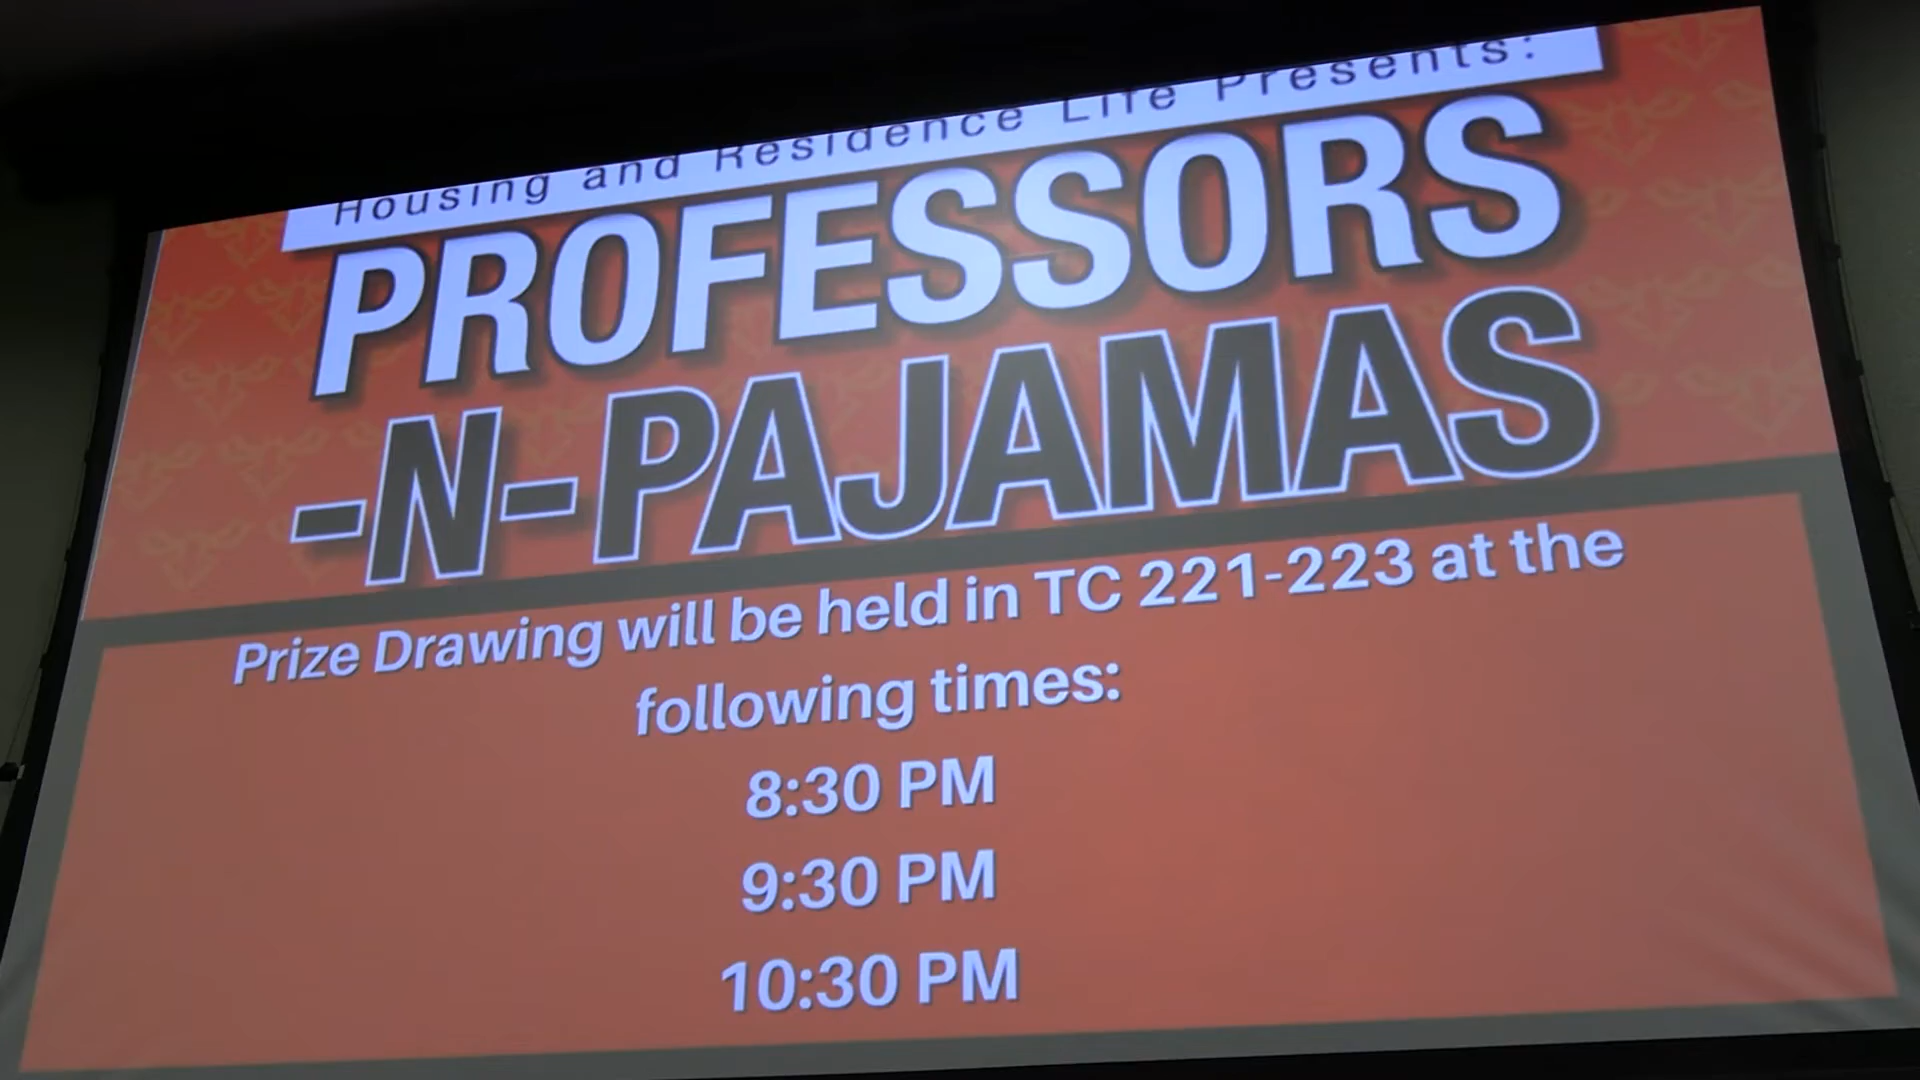 Housing and Residence Life Presents:
PROFESSORS
-N-PAJAMAS
Prize Drawing will be held in TC 221-223 at the
following times:
8:30 PM
9:30 PM
10:30 PM